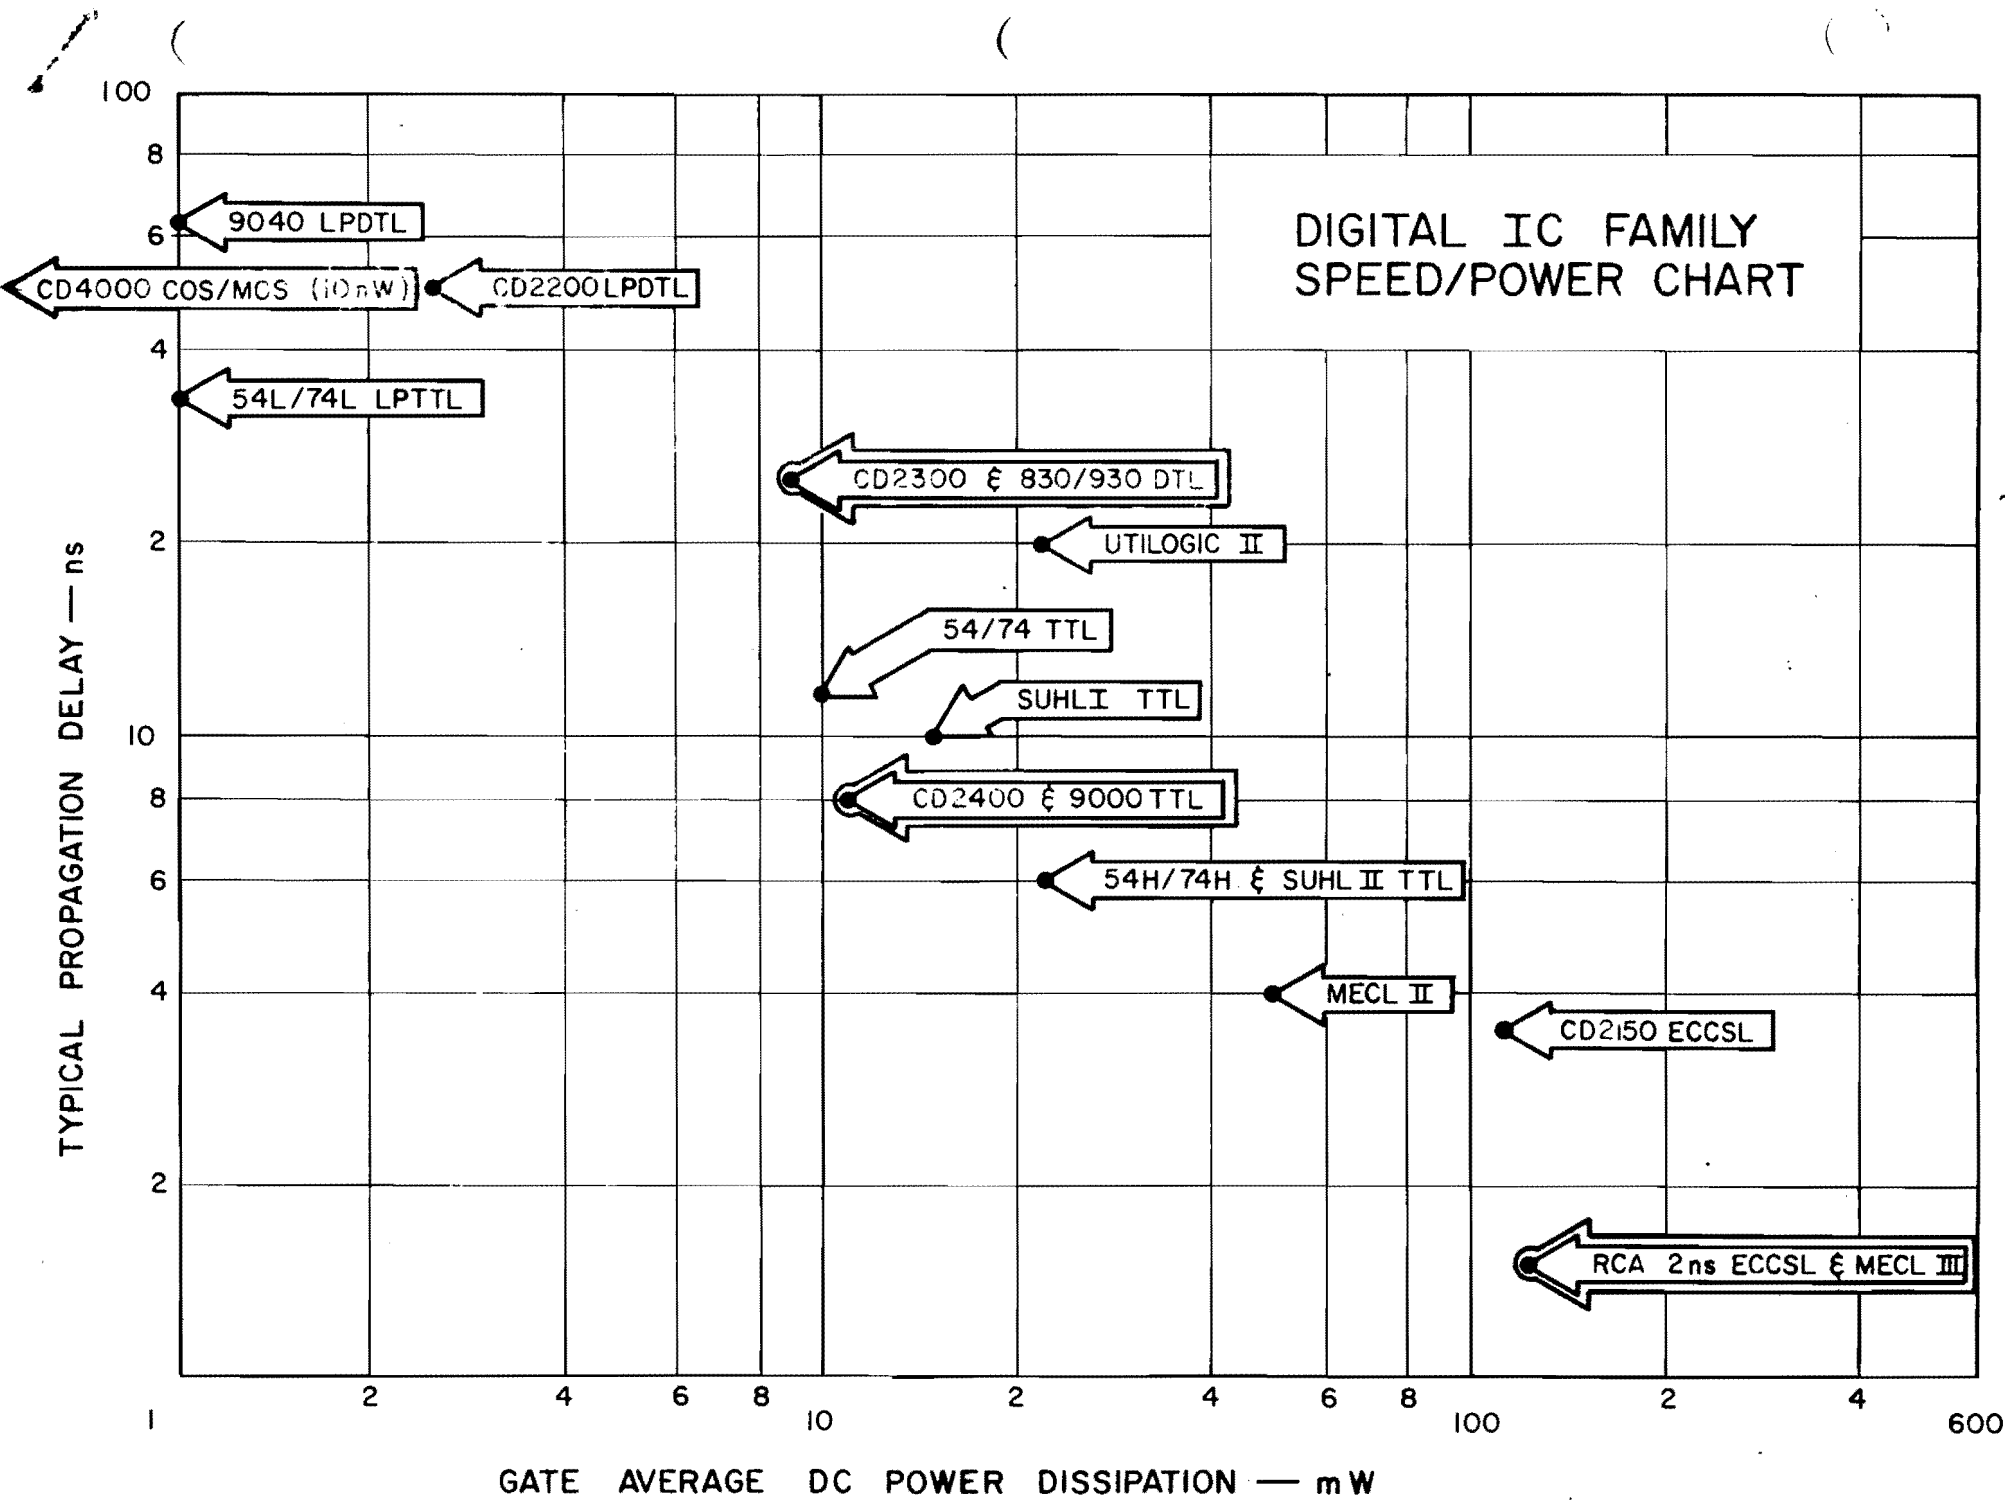 100
8
9040 LPDTL
6
DIGITAL IC FAMILY
SPEED/POWER CHART
CD4000 COS/MOS (10nW)
CD2200 LPDTL
4
54L/74L LPTTL
CD2300 & 830/930 DTL
2
UTILOGIC II
54/74 TTL
SUHL I TTL
10
8
CD2400 & 9000 TTL
6
54H/74H & SUHL II TTL
4
MECL II
CD2150 ECCSL
2
RCA 2ns ECCSL & MECL III
TYPICAL PROPAGATION DELAY — ns
1 2 4 6 8 10 2 4 6 8 100 2 4 600
GATE AVERAGE DC POWER DISSIPATION — mW